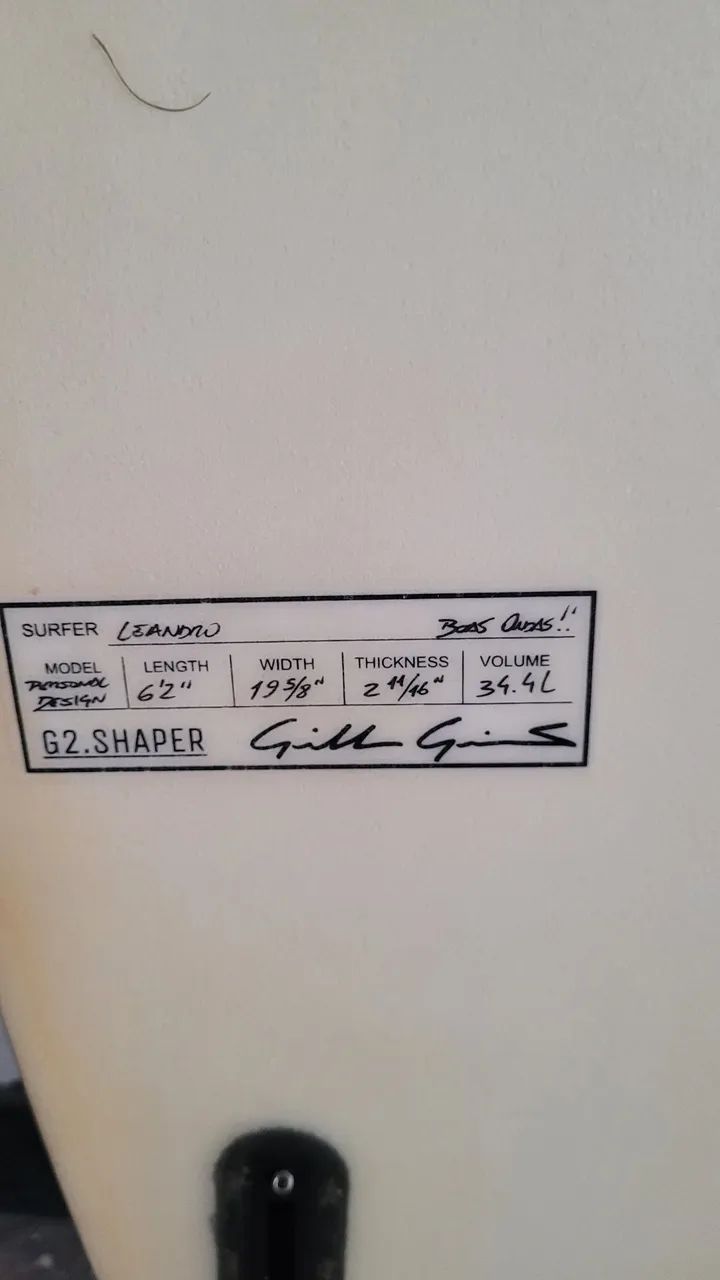 SURFER LEANDRO BOAS ONDAS!!
MODEL LENGTH WIDTH THICKNESS VOLUME
PERSONAL DESIGN 6'2" 19 5/8" 2 11/16" 34.4L
G2.SHAPER